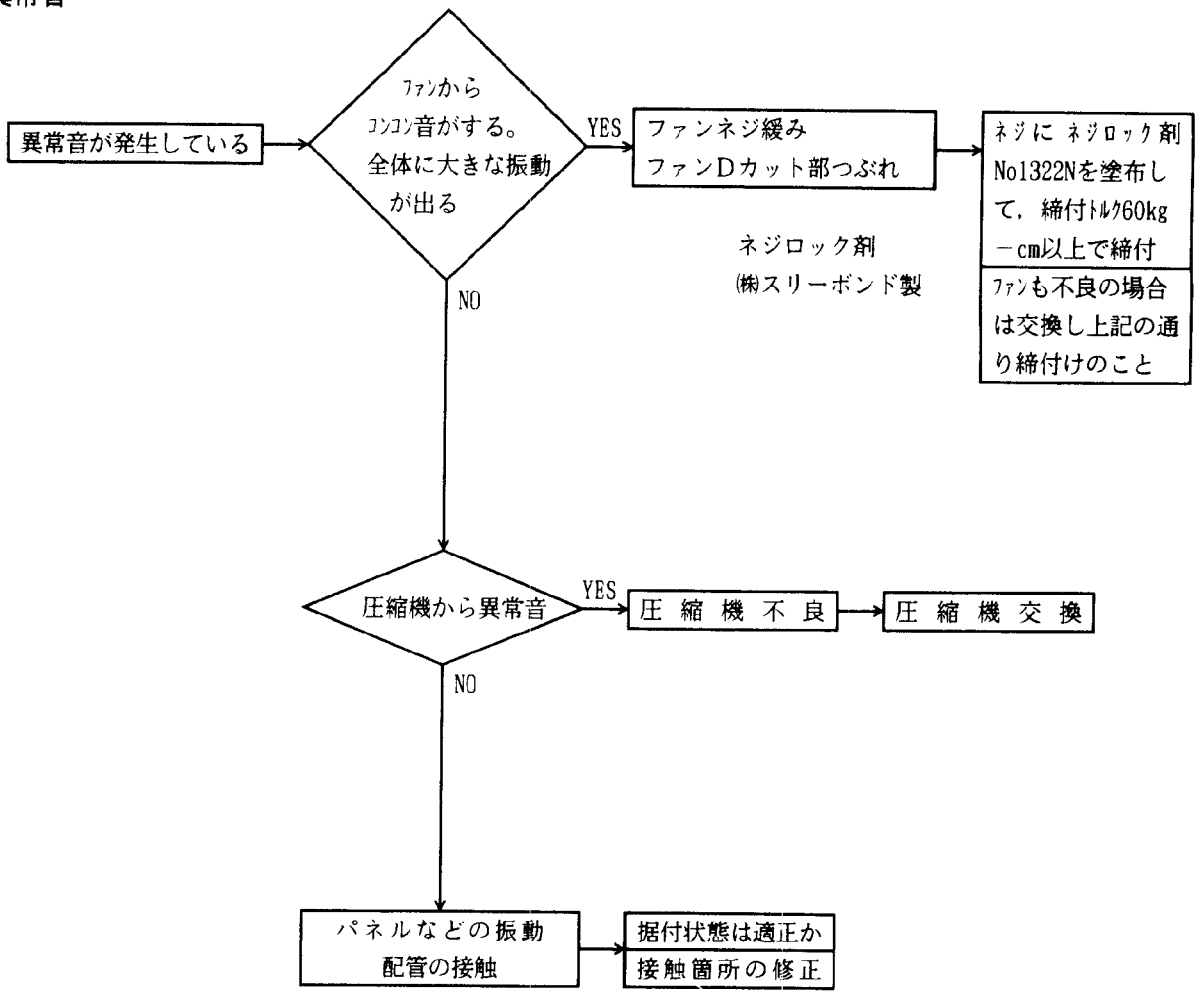 異常音
異常音が発生している
ﾌｧﾝから
ｺﾝｺﾝ音がする。
全体に大きな振動
が出る
YES
ファンネジ緩み
ファンDカット部つぶれ
ネジに ネジロック剤
No1322Nを塗布し
て，締付ﾄﾙｸ60kg
－cm以上で締付
ﾌｧﾝも不良の場合
は交換し上記の通
り締付けのこと
ネジロック剤
㈱スリーボンド製
NO
圧縮機から異常音
YES
圧縮機不良
圧縮機交換
NO
パネルなどの振動
配管の接触
据付状態は適正か
接触箇所の修正